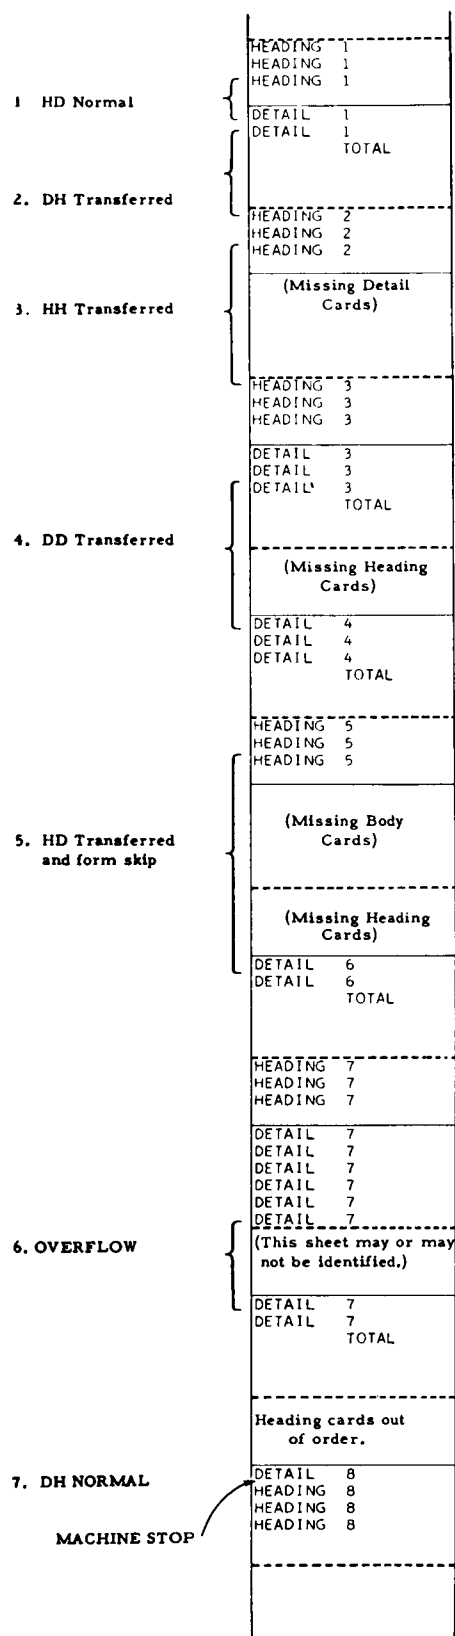 HEADING 1
HEADING 1
HEADING 1
1 HD Normal
DETAIL 1
DETAIL 1
TOTAL
2. DH Transferred
HEADING 2
HEADING 2
HEADING 2
(Missing Detail
Cards)
3. HH Transferred
HEADING 3
HEADING 3
HEADING 3
DETAIL 3
DETAIL 3
DETAIL 3
TOTAL
4. DD Transferred
(Missing Heading
Cards)
DETAIL 4
DETAIL 4
DETAIL 4
TOTAL
HEADING 5
HEADING 5
HEADING 5
(Missing Body
Cards)
5. HD Transferred
and form skip
(Missing Heading
Cards)
DETAIL 6
DETAIL 6
TOTAL
HEADING 7
HEADING 7
HEADING 7
DETAIL 7
DETAIL 7
DETAIL 7
DETAIL 7
DETAIL 7
DETAIL 7
6. OVERFLOW
(This sheet may or may
not be identified.)
DETAIL 7
DETAIL 7
TOTAL
Heading cards out
of order.
7. DH NORMAL
DETAIL 8
HEADING 8
HEADING 8
HEADING 8
MACHINE STOP